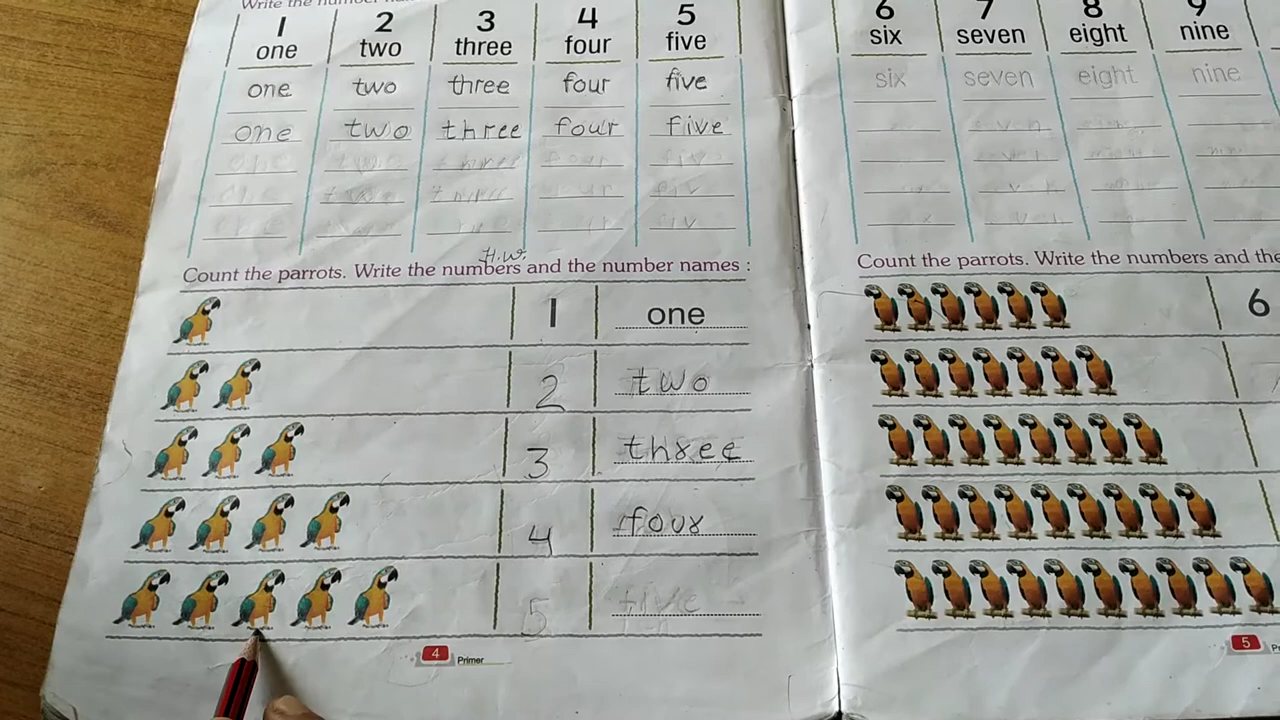 Write the number
1 2 3 4 5
one two three four five
one two three four five
one two three four five
H.W.
Count the parrots. Write the numbers and the number names :
1 one
2 two
3 three
4 four
5 five
4 Primer
6 7 8 9
six seven eight nine
six seven eight nine
Count the parrots. Write the numbers and the
6
5